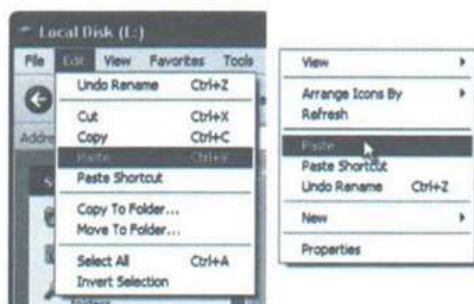 Local Disk (E:)
File Edit View Favorites Tools
Undo Rename Ctrl+Z
Cut Ctrl+X
Copy Ctrl+C
Paste Ctrl+V
Paste Shortcut
Copy To Folder...
Move To Folder...
Select All Ctrl+A
Invert Selection
Folders
View
Arrange Icons By
Refresh
Paste
Paste Shortcut
Undo Rename Ctrl+Z
New
Properties